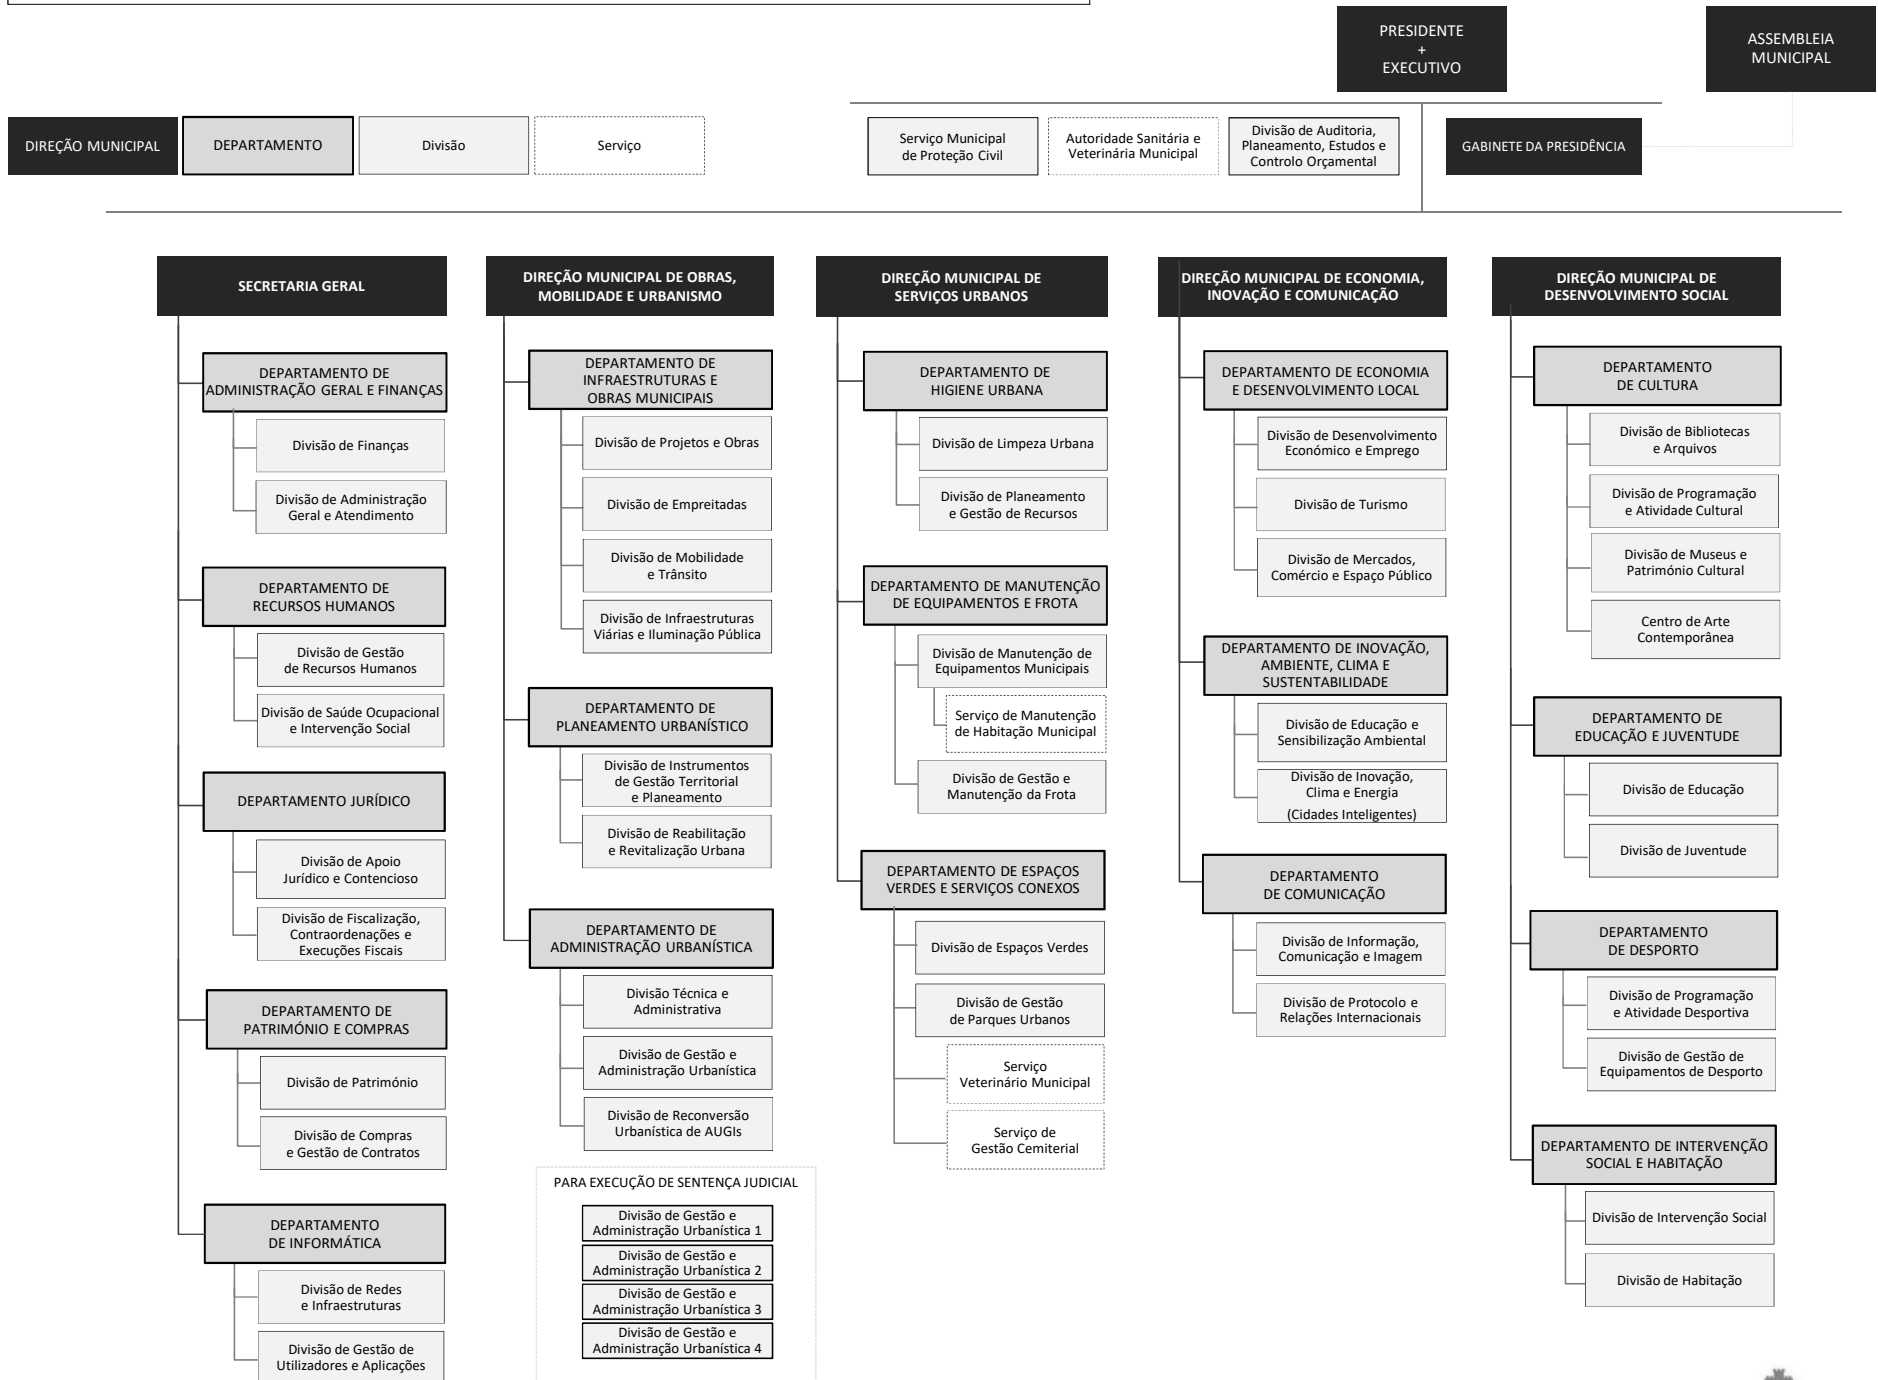 PRESIDENTE
+
EXECUTIVO
ASSEMBLEIA
MUNICIPAL
DIREÇÃO MUNICIPAL
DEPARTAMENTO
Divisão
Serviço
Serviço Municipal
de Proteção Civil
Autoridade Sanitária e
Veterinária Municipal
Divisão de Auditoria,
Planeamento, Estudos e
Controlo Orçamental
GABINETE DA PRESIDÊNCIA
SECRETARIA GERAL
DEPARTAMENTO DE
ADMINISTRAÇÃO GERAL E FINANÇAS
Divisão de Finanças
Divisão de Administração
Geral e Atendimento
DEPARTAMENTO DE
RECURSOS HUMANOS
Divisão de Gestão
de Recursos Humanos
Divisão de Saúde Ocupacional
e Intervenção Social
DEPARTAMENTO JURÍDICO
Divisão de Apoio
Jurídico e Contencioso
Divisão de Fiscalização,
Contraordenações e
Execuções Fiscais
DEPARTAMENTO DE
PATRIMÓNIO E COMPRAS
Divisão de Património
Divisão de Compras
e Gestão de Contratos
DEPARTAMENTO
DE INFORMÁTICA
Divisão de Redes
e Infraestruturas
Divisão de Gestão de
Utilizadores e Aplicações
DIREÇÃO MUNICIPAL DE OBRAS,
MOBILIDADE E URBANISMO
DEPARTAMENTO DE
INFRAESTRUTURAS E
OBRAS MUNICIPAIS
Divisão de Projetos e Obras
Divisão de Empreitadas
Divisão de Mobilidade
e Trânsito
Divisão de Infraestruturas
Viárias e Iluminação Pública
DEPARTAMENTO DE
PLANEAMENTO URBANÍSTICO
Divisão de Instrumentos
de Gestão Territorial
e Planeamento
Divisão de Reabilitação
e Revitalização Urbana
DEPARTAMENTO DE
ADMINISTRAÇÃO URBANÍSTICA
Divisão Técnica e
Administrativa
Divisão de Gestão e
Administração Urbanística
Divisão de Reconversão
Urbanística de AUGIs
PARA EXECUÇÃO DE SENTENÇA JUDICIAL
Divisão de Gestão e
Administração Urbanística 1
Divisão de Gestão e
Administração Urbanística 2
Divisão de Gestão e
Administração Urbanística 3
Divisão de Gestão e
Administração Urbanística 4
DIREÇÃO MUNICIPAL DE
SERVIÇOS URBANOS
DEPARTAMENTO DE
HIGIENE URBANA
Divisão de Limpeza Urbana
Divisão de Planeamento
e Gestão de Recursos
DEPARTAMENTO DE MANUTENÇÃO
DE EQUIPAMENTOS E FROTA
Divisão de Manutenção de
Equipamentos Municipais
Serviço de Manutenção
de Habitação Municipal
Divisão de Gestão e
Manutenção da Frota
DEPARTAMENTO DE ESPAÇOS
VERDES E SERVIÇOS CONEXOS
Divisão de Espaços Verdes
Divisão de Gestão
de Parques Urbanos
Serviço
Veterinário Municipal
Serviço de
Gestão Cemiterial
DIREÇÃO MUNICIPAL DE ECONOMIA,
INOVAÇÃO E COMUNICAÇÃO
DEPARTAMENTO DE ECONOMIA
E DESENVOLVIMENTO LOCAL
Divisão de Desenvolvimento
Económico e Emprego
Divisão de Turismo
Divisão de Mercados,
Comércio e Espaço Público
DEPARTAMENTO DE INOVAÇÃO,
AMBIENTE, CLIMA E
SUSTENTABILIDADE
Divisão de Educação e
Sensibilização Ambiental
Divisão de Inovação,
Clima e Energia
(Cidades Inteligentes)
DEPARTAMENTO
DE COMUNICAÇÃO
Divisão de Informação,
Comunicação e Imagem
Divisão de Protocolo e
Relações Internacionais
DIREÇÃO MUNICIPAL DE
DESENVOLVIMENTO SOCIAL
DEPARTAMENTO
DE CULTURA
Divisão de Bibliotecas
e Arquivos
Divisão de Programação
e Atividade Cultural
Divisão de Museus e
Património Cultural
Centro de Arte
Contemporânea
DEPARTAMENTO DE
EDUCAÇÃO E JUVENTUDE
Divisão de Educação
Divisão de Juventude
DEPARTAMENTO
DE DESPORTO
Divisão de Programação
e Atividade Desportiva
Divisão de Gestão de
Equipamentos de Desporto
DEPARTAMENTO DE INTERVENÇÃO
SOCIAL E HABITAÇÃO
Divisão de Intervenção Social
Divisão de Habitação